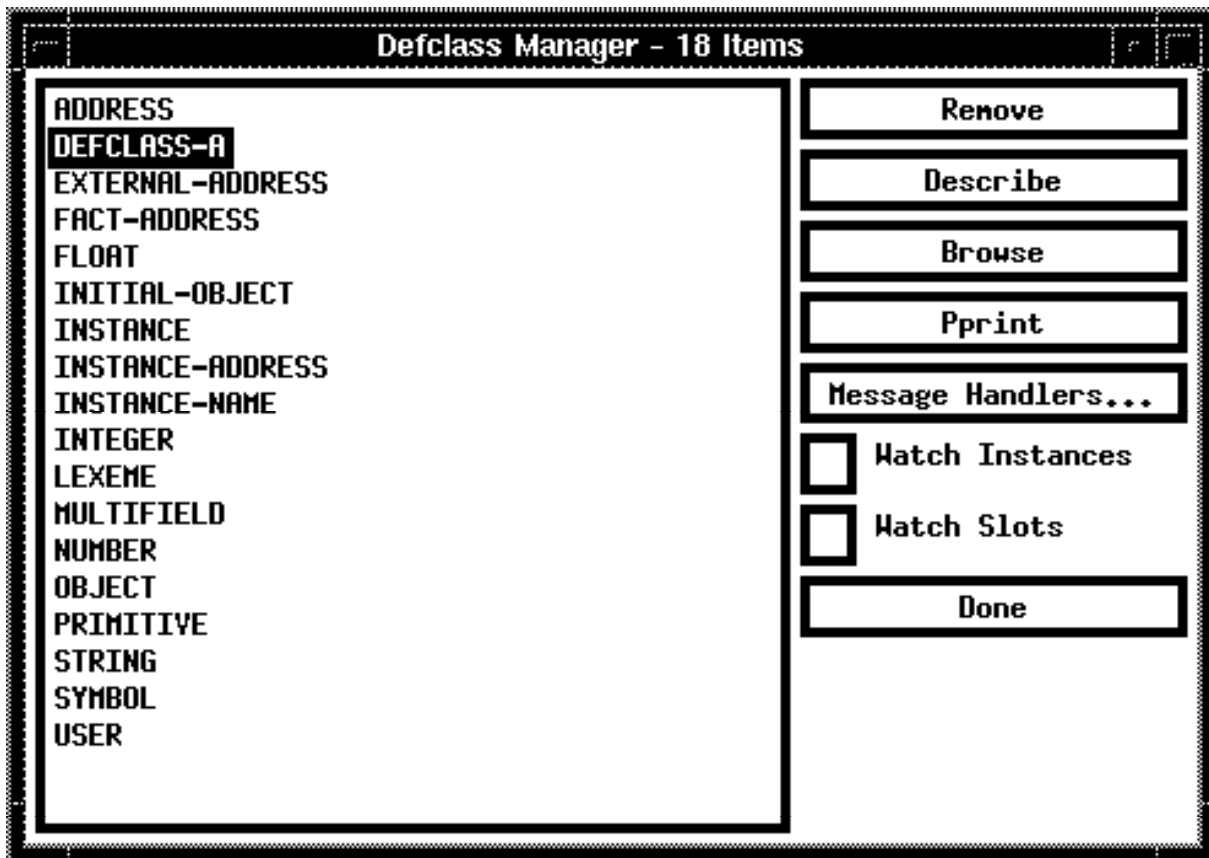 Defclass Manager - 18 Items
ADDRESS
DEFCLASS-A
EXTERNAL-ADDRESS
FACT-ADDRESS
FLOAT
INITIAL-OBJECT
INSTANCE
INSTANCE-ADDRESS
INSTANCE-NAME
INTEGER
LEXEME
MULTIFIELD
NUMBER
OBJECT
PRIMITIVE
STRING
SYMBOL
USER
Remove
Describe
Browse
Pprint
Message Handlers...
Watch Instances
Watch Slots
Done